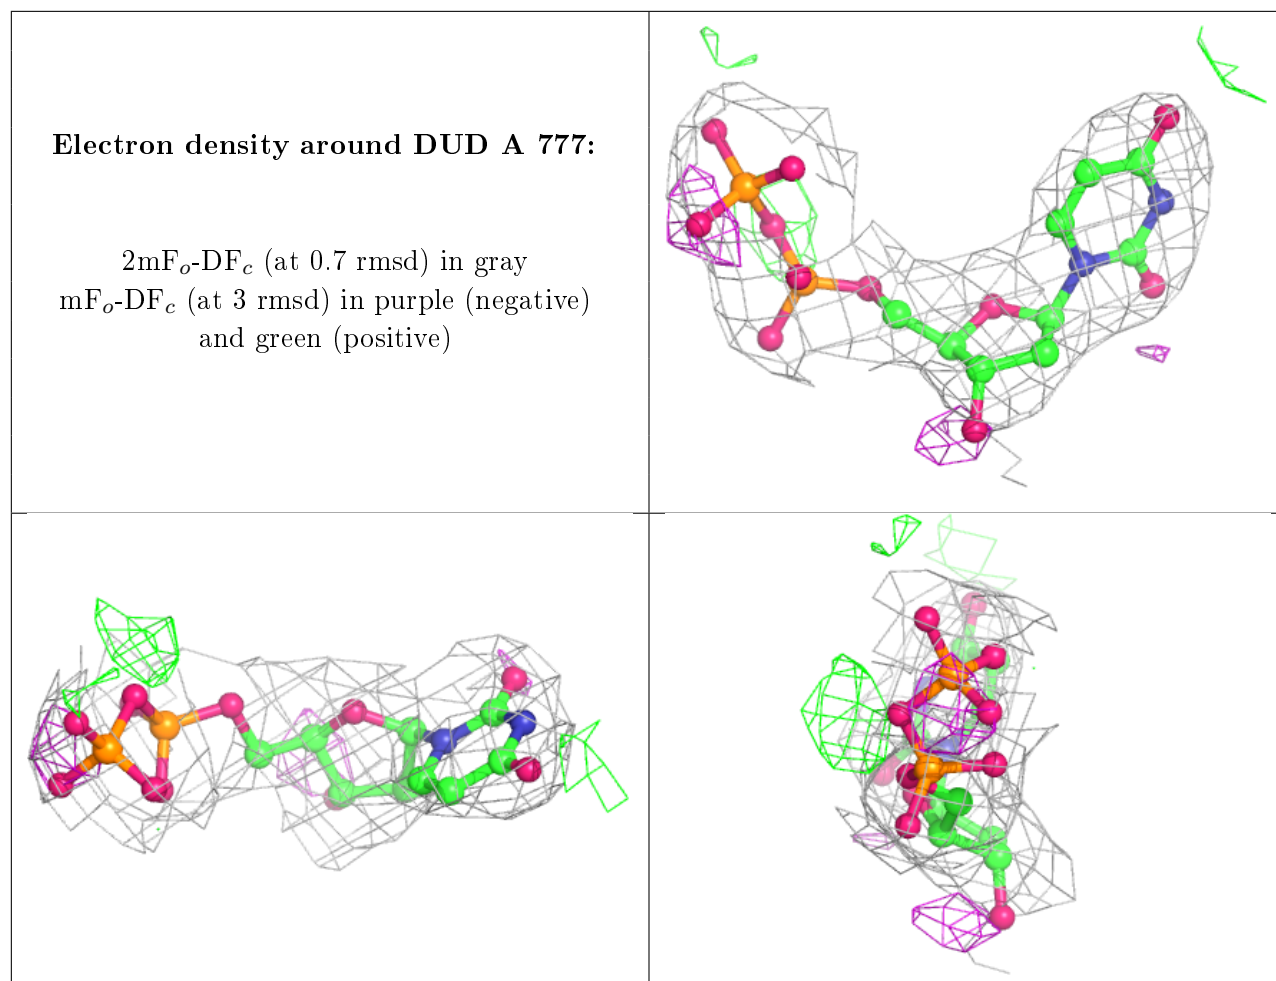 Electron density around DUD A 777:
2mFo-DFc (at 0.7 rmsd) in gray
mFo-DFc (at 3 rmsd) in purple (negative)
and green (positive)